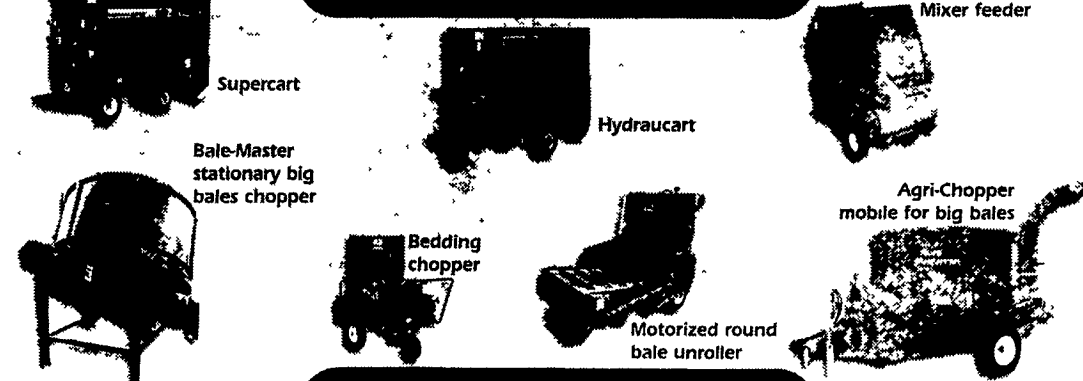 Mixer feeder
Supercart
Hydraucart
Bale-Master
stationary big
bales chopper
Agri-Chopper
mobile for big bales
Bedding
chopper
Motorized round
bale unroller